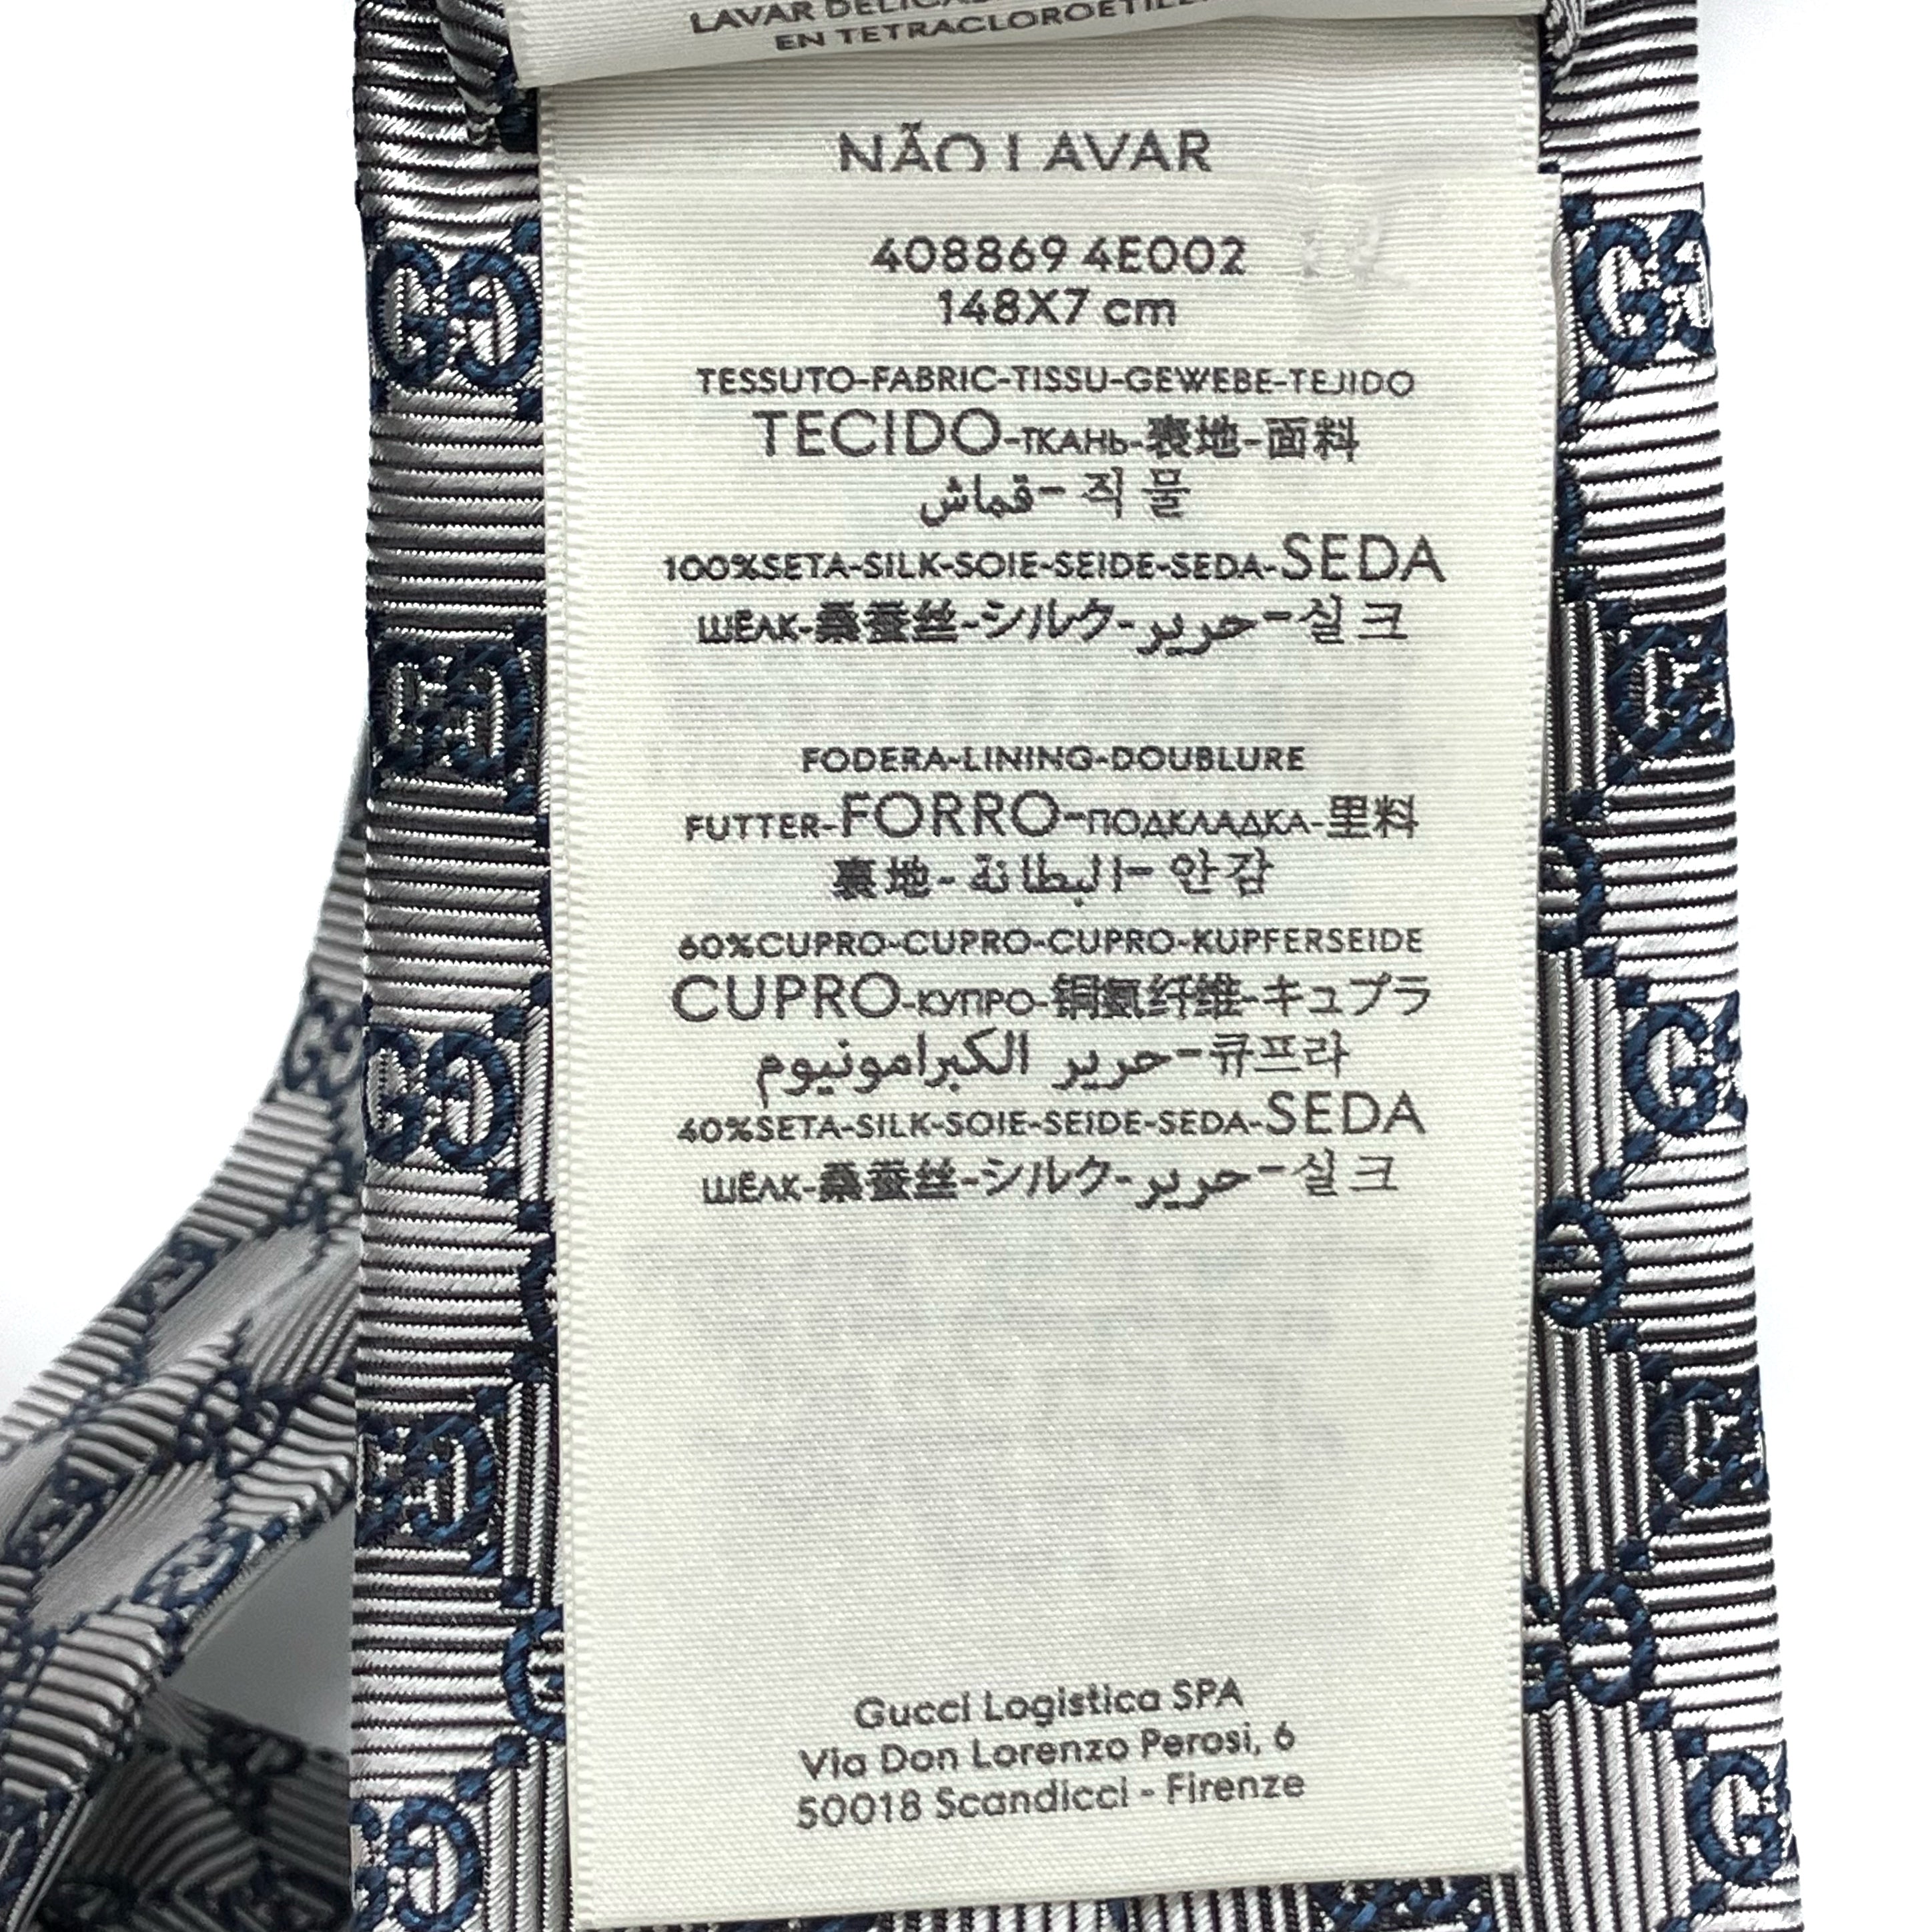 LAVAR
EN
NÃO LAVAR
408869 4E002
148X7 cm
TESSUTO-FABRIC-TISSU-GEWEBE-TEJIDO
TECIDO-ТКАНЬ-裹地-面料
قماش-직물
100%SETA-SILK-SOIE-SEIDE-SEDA-SEDA
ШЁЛК-桑蚕丝-シルク-حرير-실크
FODERA-LINING-DOUBLURE
FUTTER-FORRO-ПОДКЛАДКА-里料
裏地-البطانة-안감
60%CUPRO-CUPRO-CUPRO-KUPFERSEIDE
CUPRO-КУПРО-铜氨纤维-キュプラ
حرير الكبرامونيوم-큐프라
40%SETA-SILK-SOIE-SEIDE-SEDA-SEDA
ШЁЛК-桑蚕丝-シルク-حرير-실크
Gucci Logistica SPA
Via Don Lorenzo Perosi, 6
50018 Scandicci - Firenze